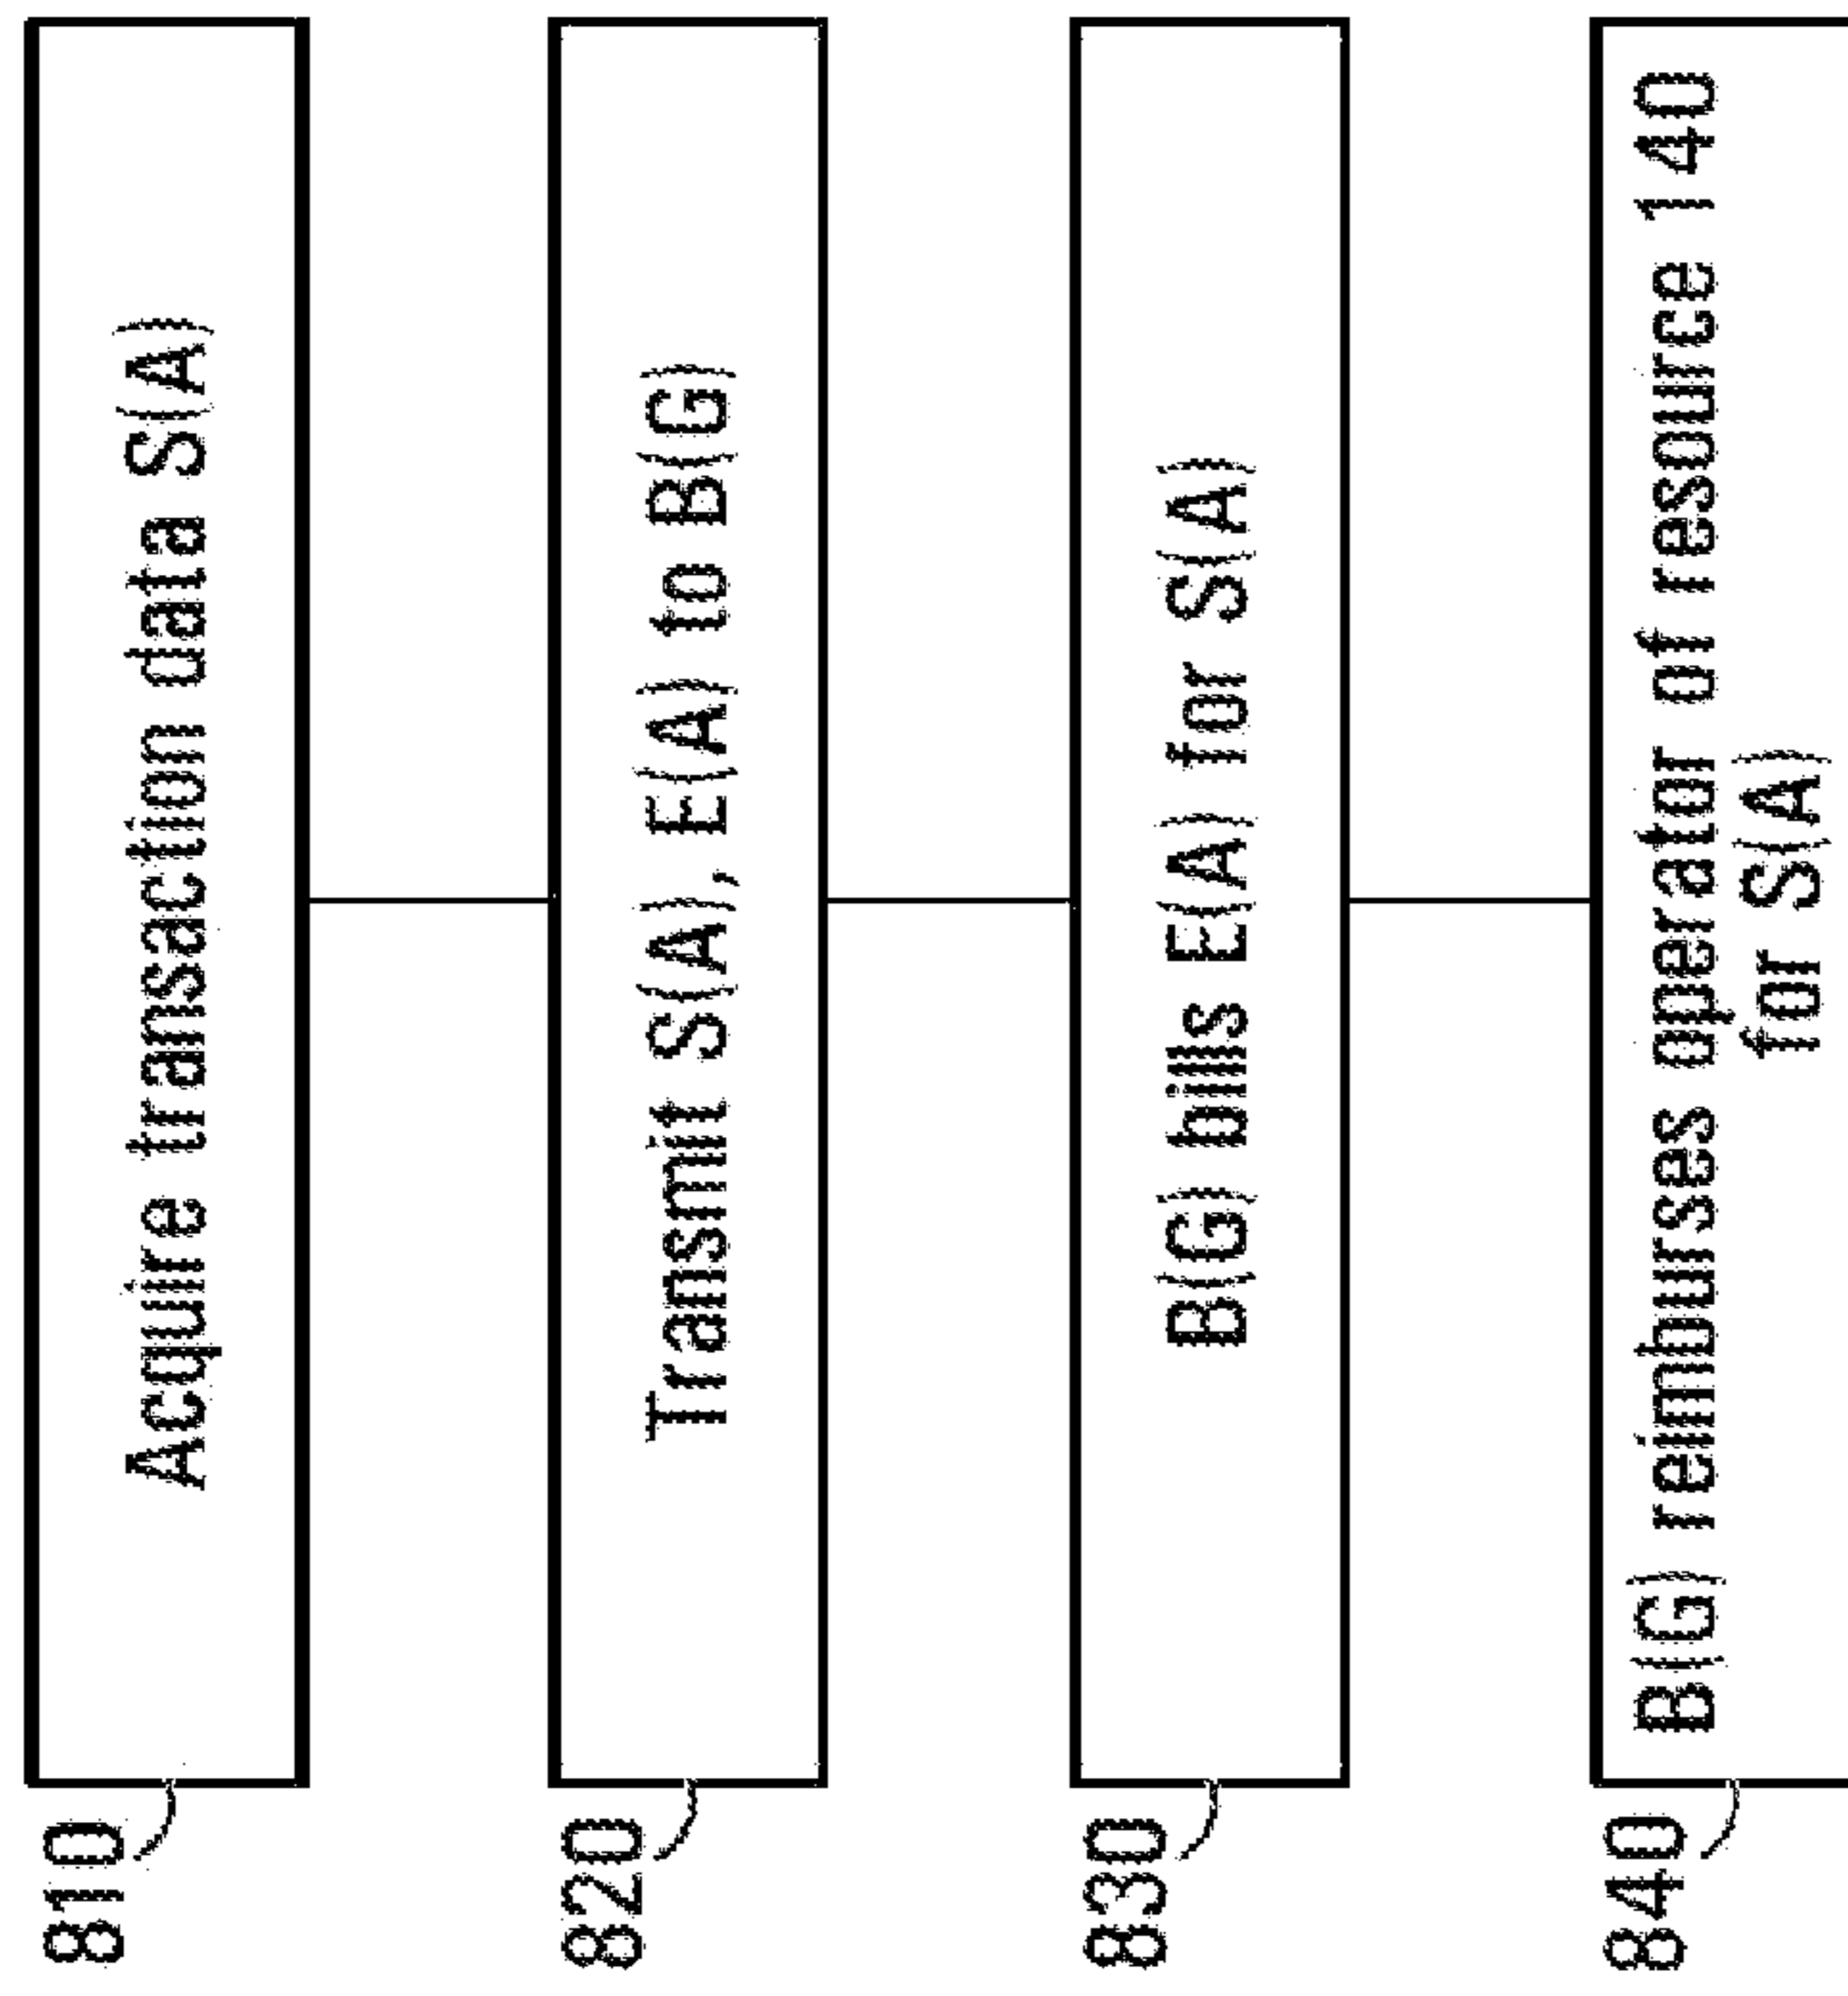 810
Acquire transaction data S(A)
820
Transmit S(A), E(A) to B(G)
830
B(G) bills E(A) for S(A)
840
B(G) reimburses operator of resource 140
for S(A)